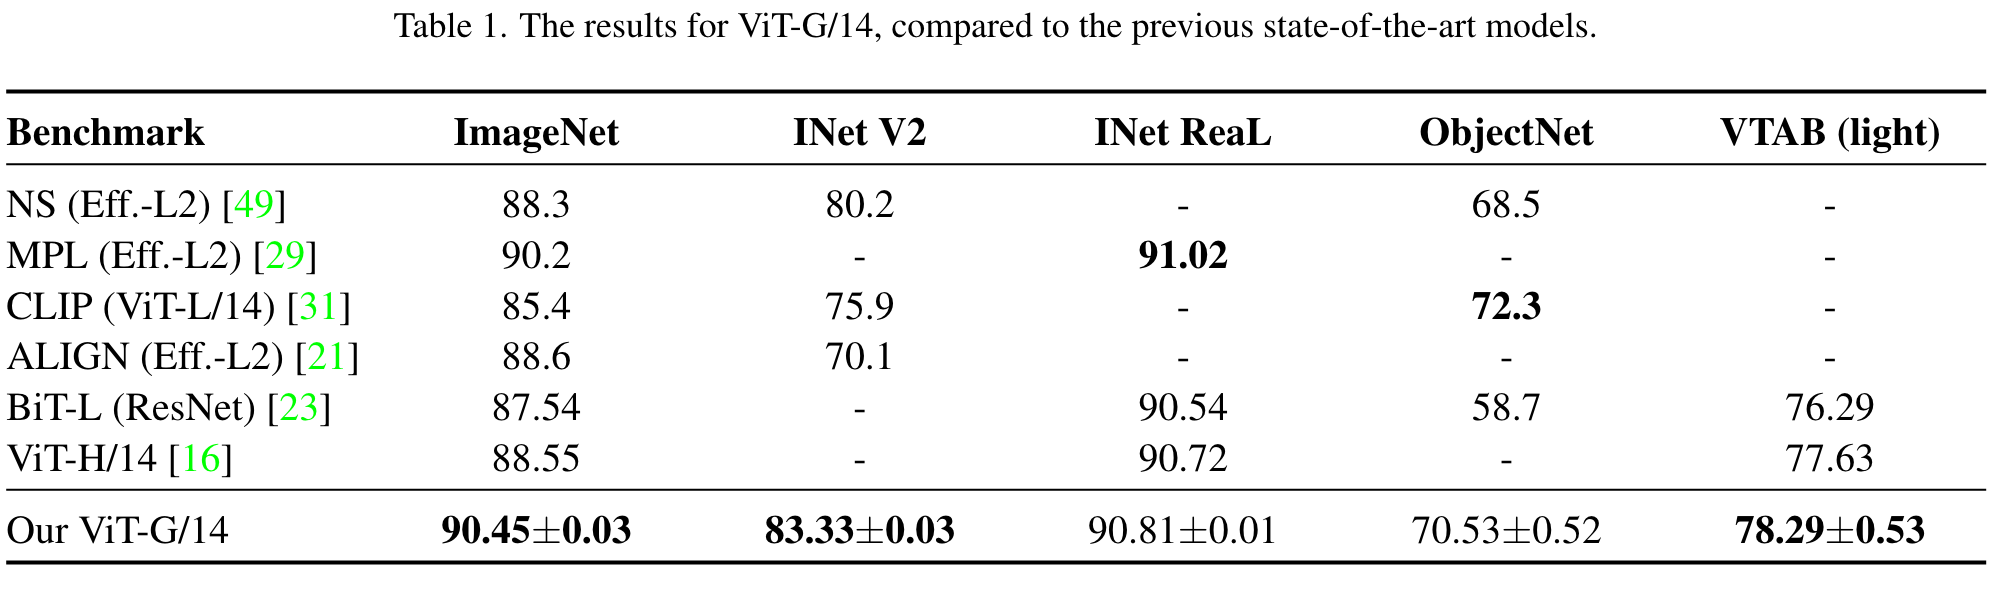 Table 1. The results for ViT-G/14, compared to the previous state-of-the-art models.
Benchmark ImageNet INet V2 INet ReaL ObjectNet VTAB (light)
NS (Eff.-L2) [49] 88.3 80.2 - 68.5 -
MPL (Eff.-L2) [29] 90.2 - 91.02 - -
CLIP (ViT-L/14) [31] 85.4 75.9 - 72.3 -
ALIGN (Eff.-L2) [21] 88.6 70.1 - - -
BiT-L (ResNet) [23] 87.54 - 90.54 58.7 76.29
ViT-H/14 [16] 88.55 - 90.72 - 77.63
Our ViT-G/14 90.45±0.03 83.33±0.03 90.81±0.01 70.53±0.52 78.29±0.53